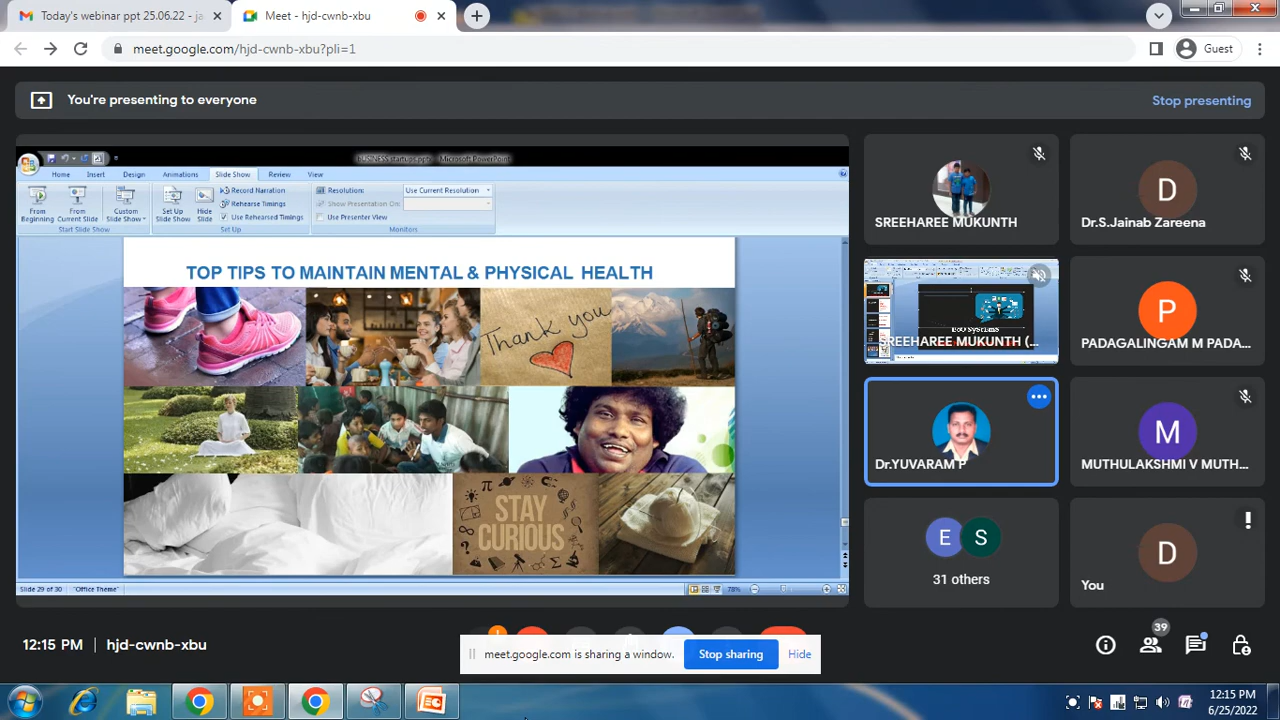 Today's webinar ppt 25.06.22 - ja
Meet - hjd-cwnb-xbu
meet.google.com/hjd-cwnb-xbu?pli=1
Guest
You're presenting to everyone
Stop presenting
BUSINESS startups.ppt - Microsoft PowerPoint
Home Insert Design Animations Slide Show Review View
From Beginning
From Current Slide
Custom Slide Show
Set Up Slide Show
Hide Slide
Record Narration
Rehearse Timings
Use Rehearsed Timings
Resolution: Use Current Resolution
Show Presentation On:
Use Presenter View
Start Slide Show
Set Up
Monitors
TOP TIPS TO MAINTAIN MENTAL & PHYSICAL HEALTH
Thank you
STAY
CURIOUS
Slide 29 of 30 "Office Theme" 78%
SREEHAREE MUKUNTH
D
Dr.S.Jainab Zareena
SREEHAREE MUKUNTH (...
P
PADAGALINGAM M PADA...
Dr.YUVARAM P
M
MUTHULAKSHMI V MUTH...
E S
31 others
D
You
12:15 PM | hjd-cwnb-xbu
meet.google.com is sharing a window. Stop sharing Hide
39
12:15 PM
6/25/2022